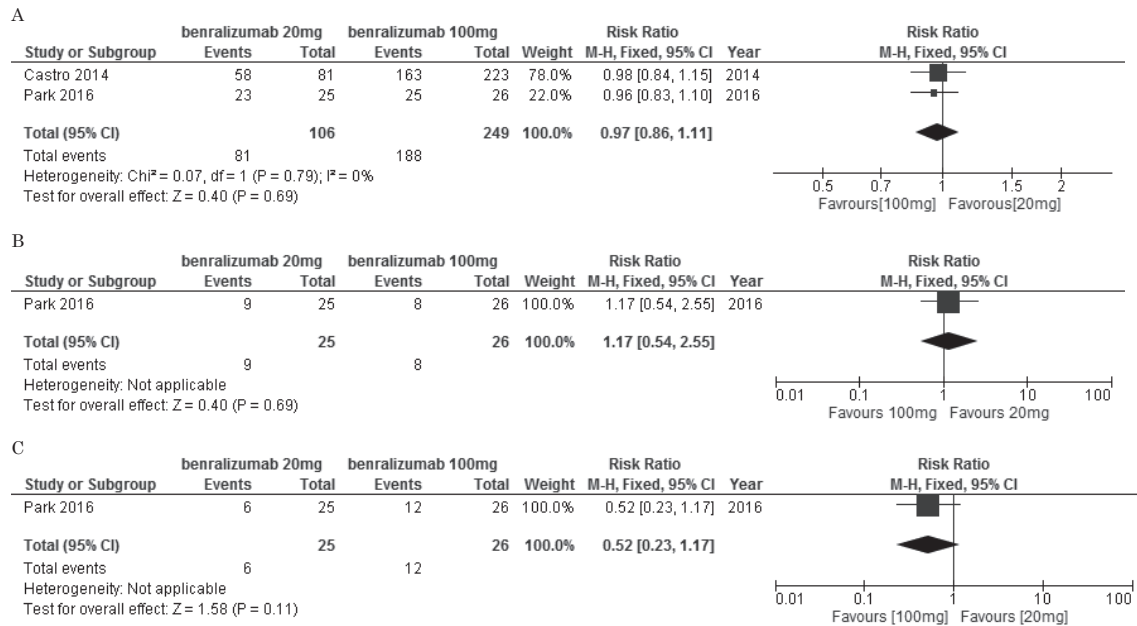 A
benralizumab 20mg benralizumab 100mg Risk Ratio Risk Ratio
Study or Subgroup Events Total Events Total Weight M-H, Fixed, 95% CI Year M-H, Fixed, 95% CI
Castro 2014 58 81 163 223 78.0% 0.98 [0.84, 1.15] 2014
Park 2016 23 25 25 26 22.0% 0.96 [0.83, 1.10] 2016
Total (95% CI) 106 249 100.0% 0.97 [0.86, 1.11]
Total events 81 188
Heterogeneity: Chi² = 0.07, df = 1 (P = 0.79); I² = 0%
Test for overall effect: Z = 0.40 (P = 0.69)
0.5 0.7 1 1.5 2
Favours[100mg] Favorous[20mg]
B
benralizumab 20mg benralizumab 100mg Risk Ratio Risk Ratio
Study or Subgroup Events Total Events Total Weight M-H, Fixed, 95% CI Year M-H, Fixed, 95% CI
Park 2016 9 25 8 26 100.0% 1.17 [0.54, 2.55] 2016
Total (95% CI) 25 26 100.0% 1.17 [0.54, 2.55]
Total events 9 8
Heterogeneity: Not applicable
Test for overall effect: Z = 0.40 (P = 0.69)
0.01 0.1 1 10 100
Favours 100mg Favours 20mg
C
benralizumab 20mg benralizumab 100mg Risk Ratio Risk Ratio
Study or Subgroup Events Total Events Total Weight M-H, Fixed, 95% CI Year M-H, Fixed, 95% CI
Park 2016 6 25 12 26 100.0% 0.52 [0.23, 1.17] 2016
Total (95% CI) 25 26 100.0% 0.52 [0.23, 1.17]
Total events 6 12
Heterogeneity: Not applicable
Test for overall effect: Z = 1.58 (P = 0.11)
0.01 0.1 1 10 100
Favours [100mg] Favours [20mg]